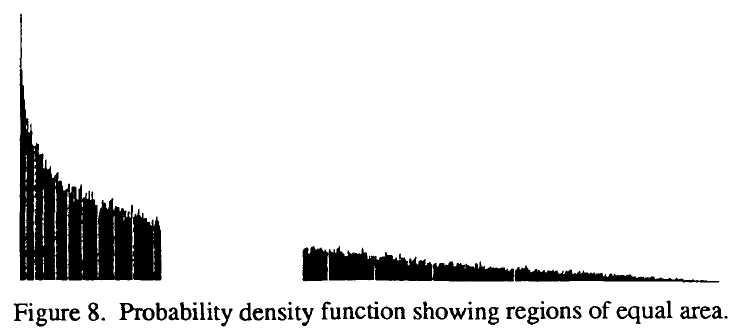 Figure 8.  Probability density function showing regions of equal area.